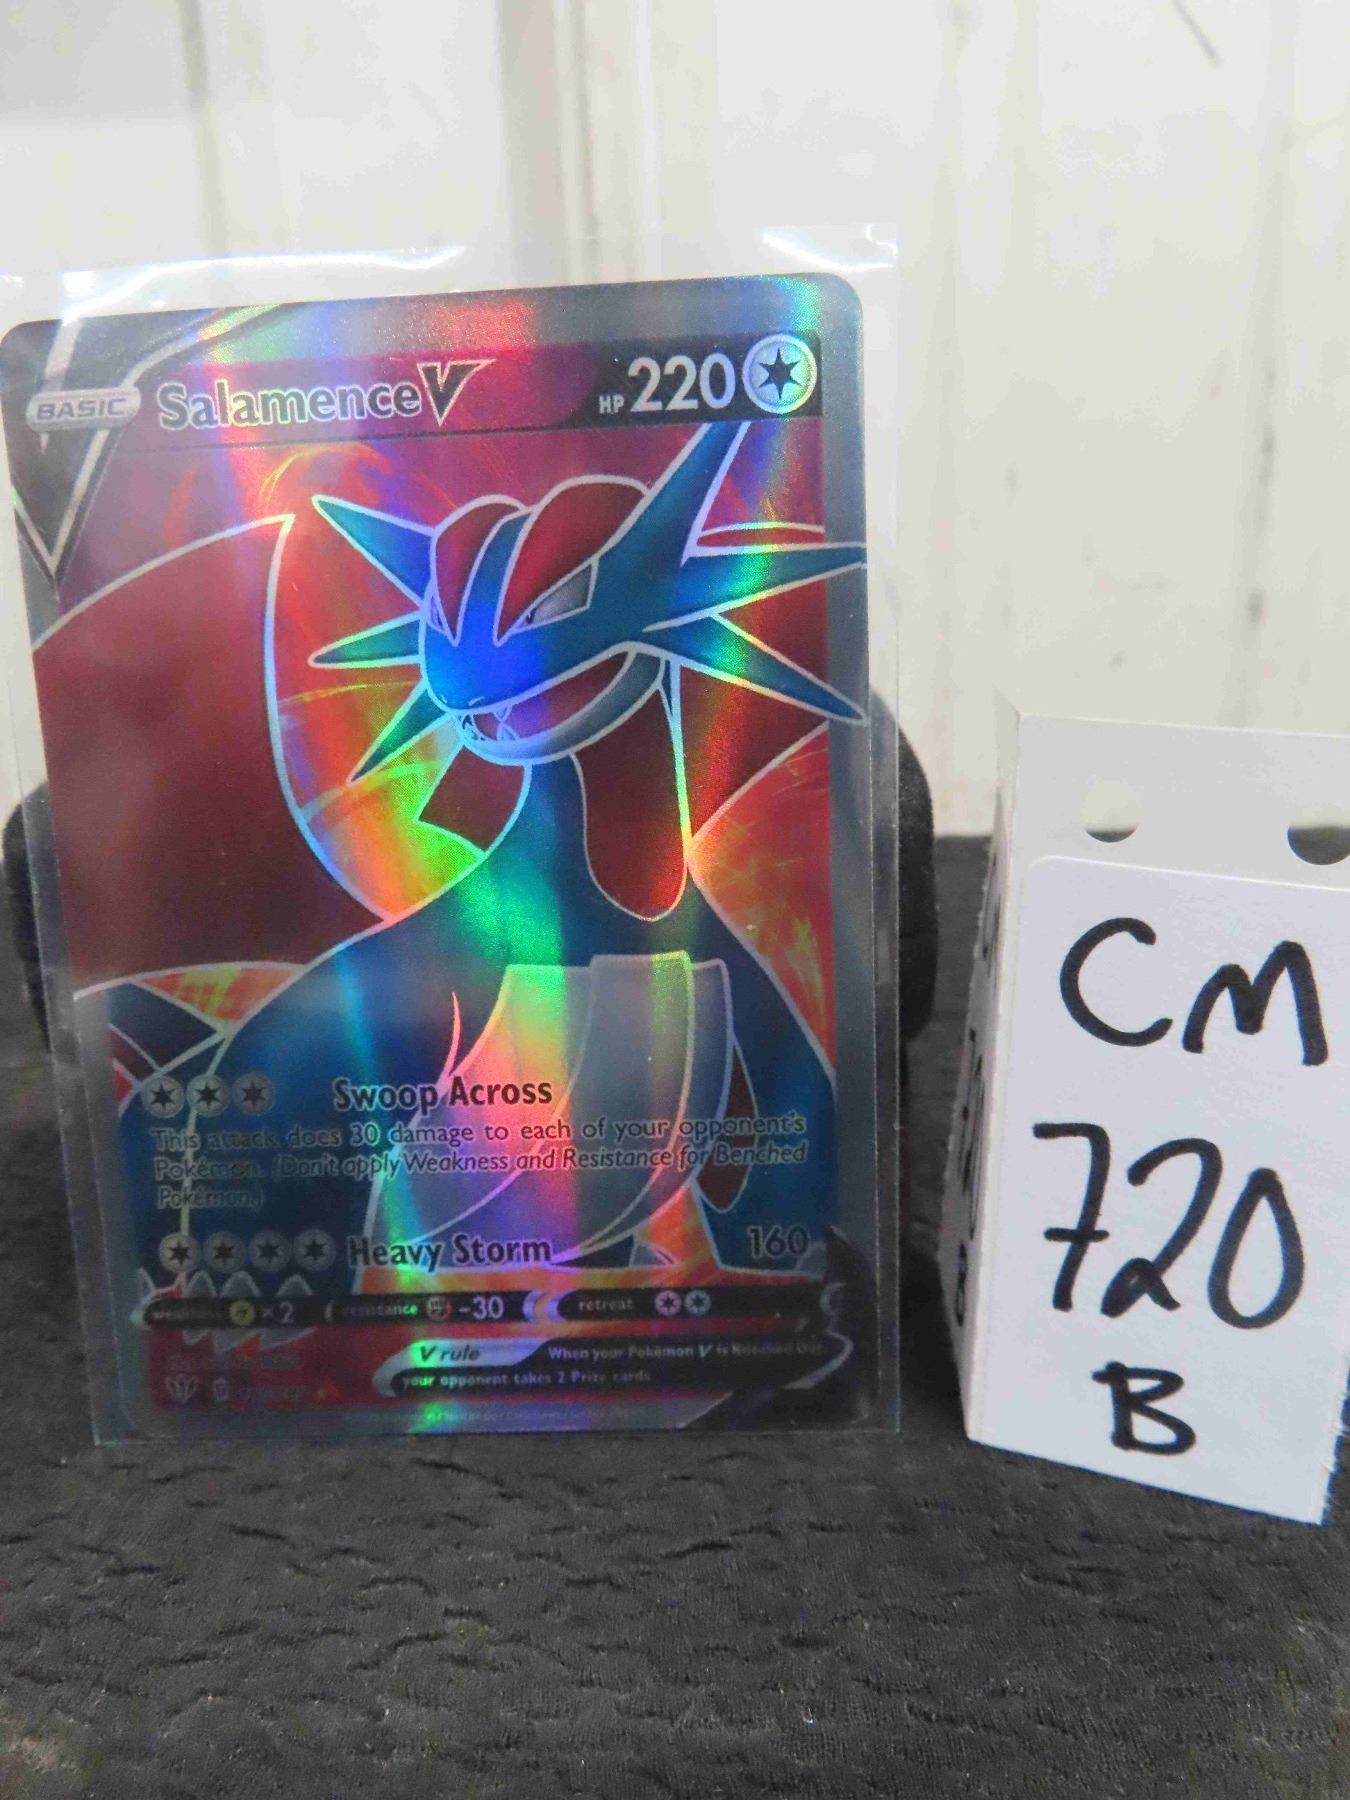 BASIC SalamenceV HP 220
Swoop Across
This attack does 30 damage to each of your opponent's
Pokémon. (Don't apply Weakness and Resistance for Benched
Pokémon.)
Heavy Storm 160
weakness ×2 resistance -30 retreat
V rule When your Pokémon V is Knocked Out,
your opponent takes 2 Prize cards.
CM
720
B